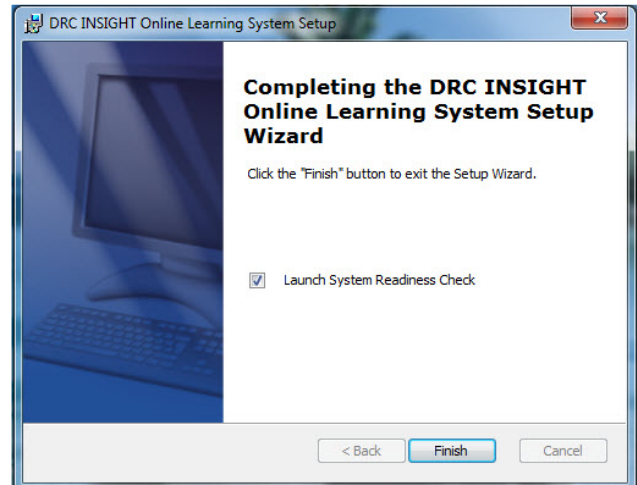 DRC INSIGHT Online Learning System Setup
X
Completing the DRC INSIGHT
Online Learning System Setup
Wizard
Click the "Finish" button to exit the Setup Wizard.
Launch System Readiness Check
< Back Finish Cancel